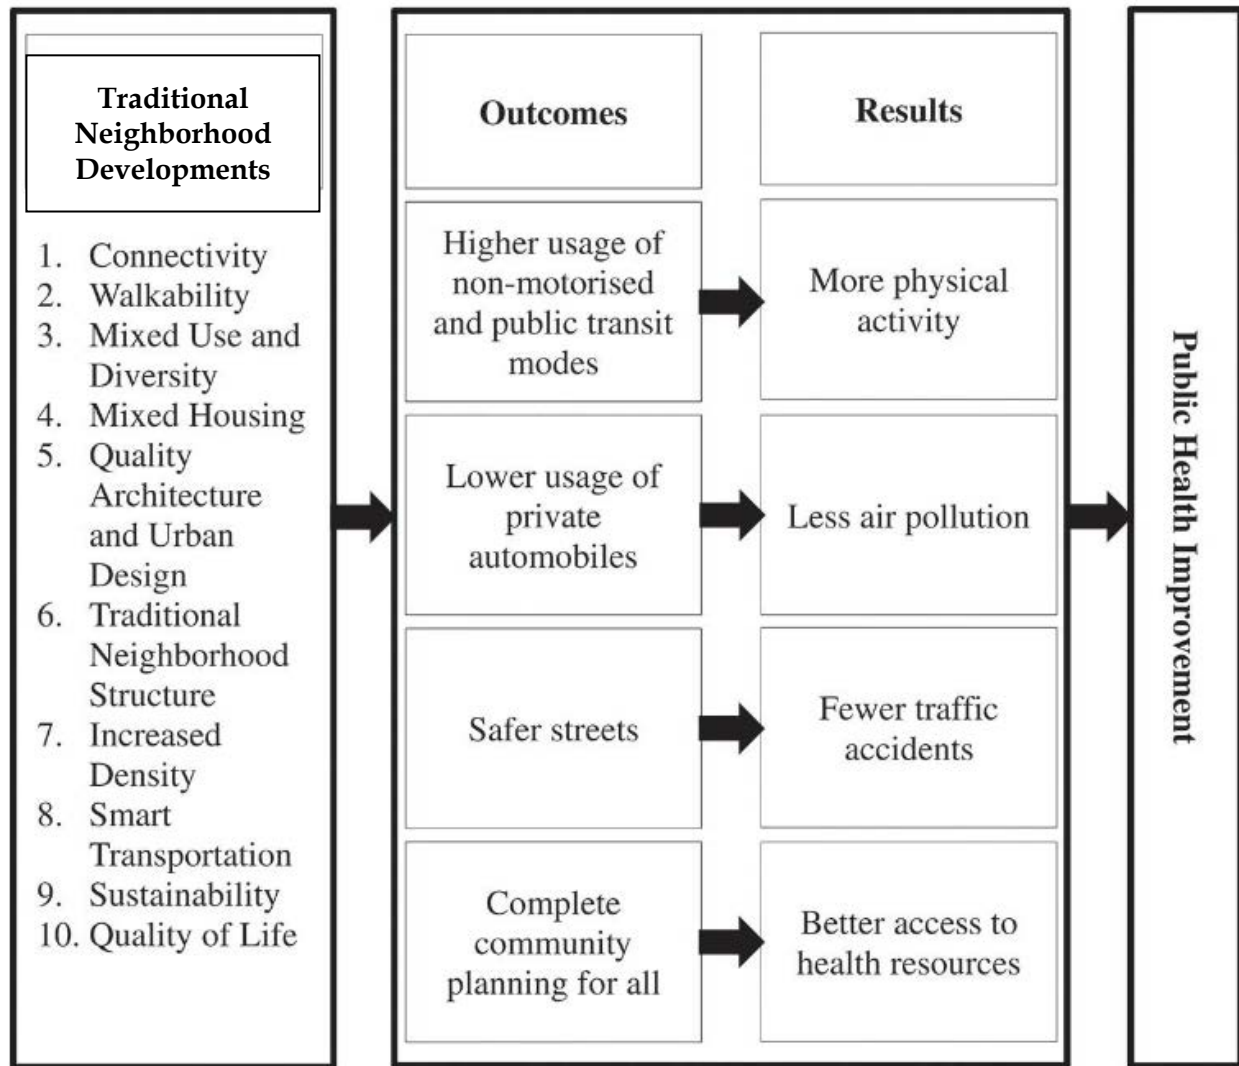 Traditional
Neighborhood
Developments
1. Connectivity
2. Walkability
3. Mixed Use and
Diversity
4. Mixed Housing
5. Quality
Architecture
and Urban
Design
6. Traditional
Neighborhood
Structure
7. Increased
Density
8. Smart
Transportation
9. Sustainability
10. Quality of Life
Outcomes
Results
Higher usage of
non-motorised
and public transit
modes
More physical
activity
Lower usage of
private
automobiles
Less air pollution
Safer streets
Fewer traffic
accidents
Complete
community
planning for all
Better access to
health resources
Public Health Improvement